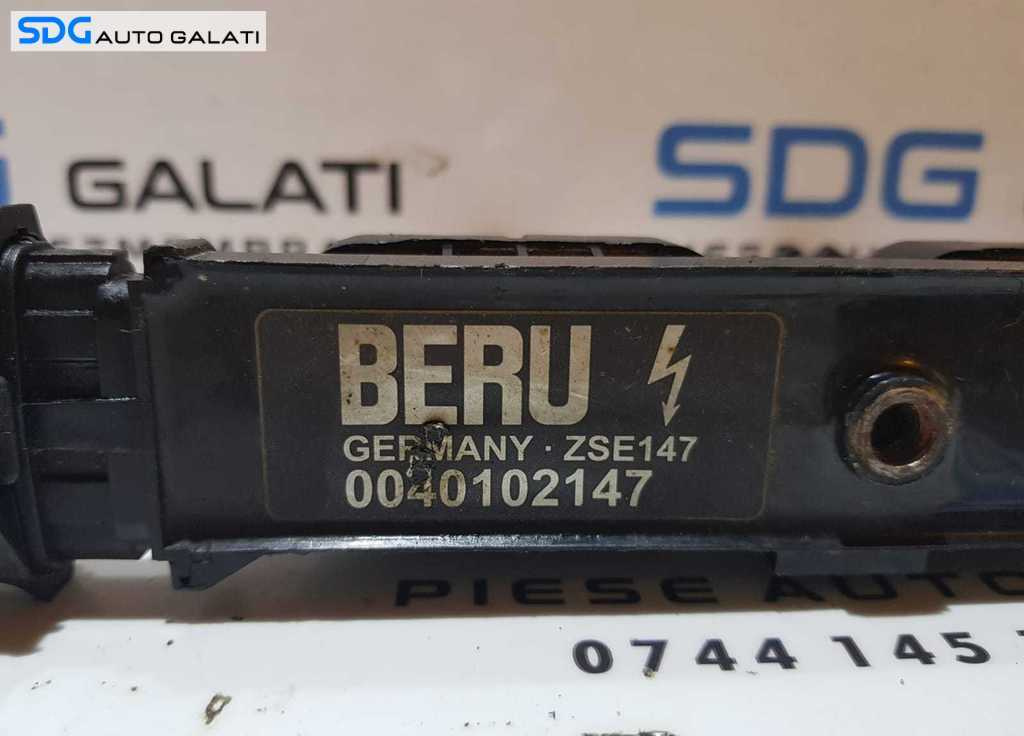 SDG AUTO GALATI
SDG
GALATI
BERU
GERMANY · ZSE147
0040102147
PIESE AUTO
0744 145